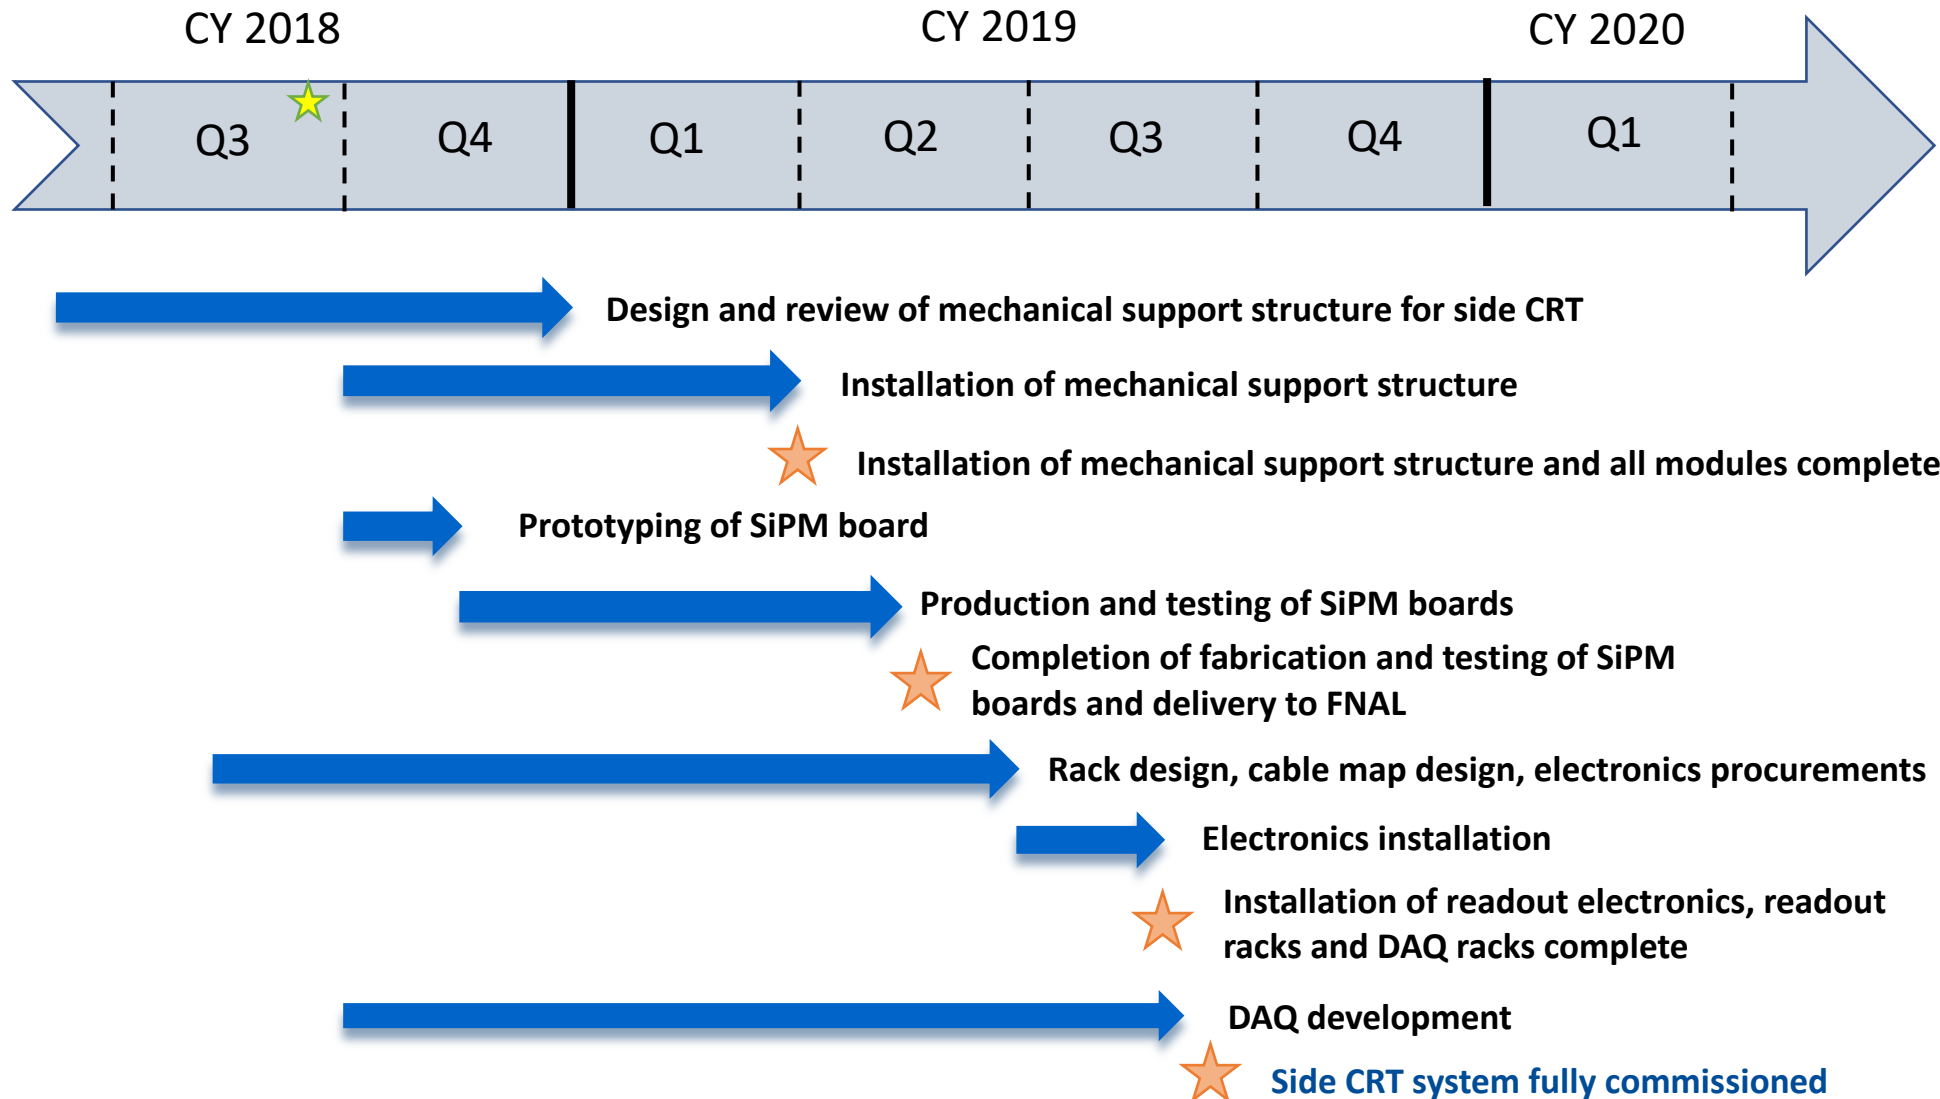 CY 2018
CY 2019
CY 2020
Q3
Q4
Q1
Q2
Q3
Q4
Q1
Design and review of mechanical support structure for side CRT
Installation of mechanical support structure
Installation of mechanical support structure and all modules complete
Prototyping of SiPM board
Production and testing of SiPM boards
Completion of fabrication and testing of SiPM
boards and delivery to FNAL
Rack design, cable map design, electronics procurements
Electronics installation
Installation of readout electronics, readout
racks and DAQ racks complete
DAQ development
Side CRT system fully commissioned